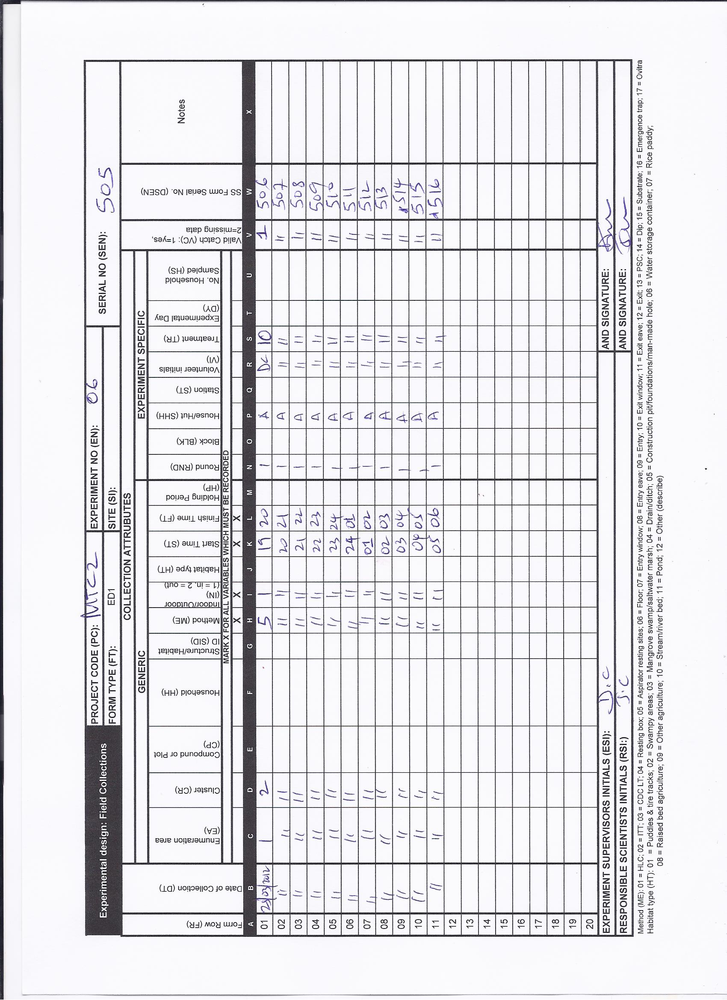 Experimental design: Field Collections
PROJECT CODE (PC): MTC2 EXPERIMENT NO (EN): 06 SERIAL NO (SEN): 505
FORM TYPE (FT): ED1 SITE (SI):
COLLECTION ATTRUBUTES
GENERIC EXPERIMENT SPECIFIC
Form Row (FR) Date of Collection (DT) Enumeration area (EA) Cluster (CR) Compound or Plot (CP) Household (HH) Structure/Habitat ID (SID) Method (ME) Indoor/Outdoor (IN) (1 = in, 2 = out) Habitat type (HT) Start Time (ST) Finish Time (FT) Holding Period (HP) Round (RND) Block (BLK) House/Hut (SHH) Station (ST) Volunteer initials (VI) Treatment (TR) Experimental Day (DY) No. Household Sampled (HS) Valid Catch (VC): 1=yes, 2=missing data SS Form Serial No. (DSEN) Notes
MARK X FOR ALL VARIABLES WHICH MUST BE RECORDED
X X X X
A B C D E F G H I J K L M N O P Q R S T U V W X
01 28/03/2012 1 2 5 1 19 20 1 A DC 10 1 506
02 " " " " " 20 21 1 A " " " 507
03 " " " " " 21 22 1 A " " " 508
04 " " " " " 22 23 1 A " " " 509
05 " " " " " 23 24 1 A " " " 510
06 " " " " " 24 01 1 A " " " 511
07 " " " " " 01 02 1 A " " " 512
08 " " " " " 02 03 1 A " " " 513
09 " " " " " 03 04 1 A " " " 514
10 " " " " " 04 05 1 A " " " 515
11 " " " " " 05 06 1 A " " " 516
12
13
14
15
16
17
18
19
20
EXPERIMENT SUPERVISORS INITIALS (ESI): D.C AND SIGNATURE:
RESPONSIBLE SCIENTISTS INITIALS (RSI:) J.C AND SIGNATURE:
Method (ME): 01 = HLC; 02 = ITT; 03 = CDC LT; 04 = Resting box; 05 = Aspirator resting sites; 06 = Floor; 07 = Entry window; 08 = Entry eave; 09 = Entry; 10 = Exit window; 11 = Exit eave; 12 = Exit; 13 = PSC; 14 = Dip; 15 = Substrate; 16 = Emergence trap; 17 = Ovitra
Habitat type (HT): 01 = Puddles & tire tracks; 02 = Swampy areas; 03 = Mangrove swamp/saltwater marsh; 04 = Drain/ditch; 05 = Construction pit/foundations/man-made hole; 06 = Water storage container; 07 = Rice paddy;
08 = Raised bed agriculture; 09 = Other agriculture; 10 = Stream/river bed; 11 = Pond; 12 = Other (describe)